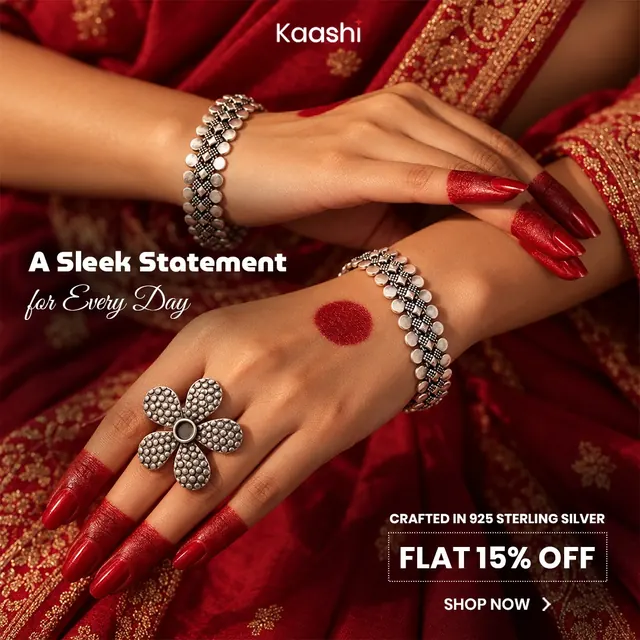 Kaashi
A Sleek Statement
for Every Day
CRAFTED IN 925 STERLING SILVER
FLAT 15% OFF
SHOP NOW